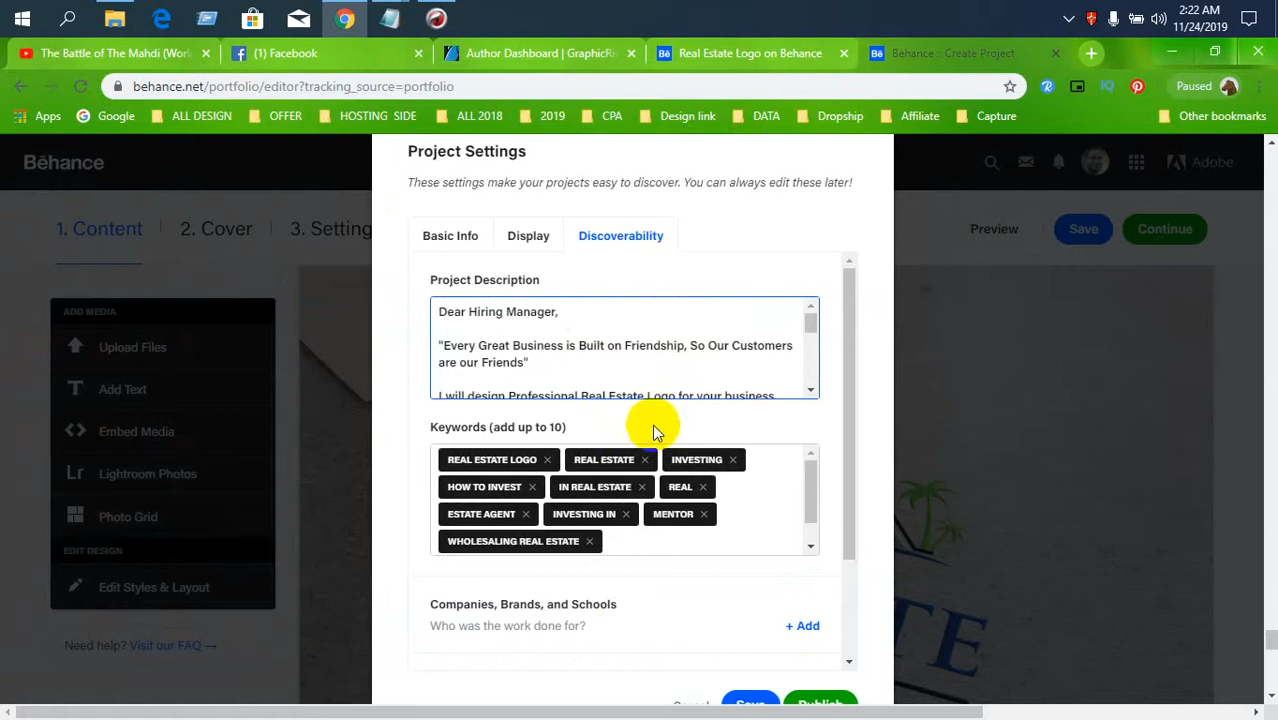 2:22 AM
11/24/2019
The Battle of The Mahdi (Wor
(1) Facebook
Author Dashboard | GraphicRi
Real Estate Logo on Behance
Behance :: Create Project
behance.net/portfolio/editor?tracking_source=portfolio
Paused
Apps
Google
ALL DESIGN
OFFER
HOSTING SIDE
ALL 2018
2019
CPA
Design link
DATA
Dropship
Affiliate
Capture
Other bookmarks
Bēhance
Adobe
1. Content
2. Cover
3. Setting
Preview
Save
Continue
ADD MEDIA
Upload Files
Add Text
Embed Media
Lightroom Photos
Photo Grid
EDIT DESIGN
Edit Styles & Layout
Need help? Visit our FAQ →
Project Settings
These settings make your projects easy to discover. You can always edit these later!
Basic Info
Display
Discoverability
Project Description
Dear Hiring Manager,
"Every Great Business is Built on Friendship, So Our Customers
are our Friends"
I will design Professional Real Estate Logo for your business
Keywords (add up to 10)
REAL ESTATE LOGO
REAL ESTATE
INVESTING
HOW TO INVEST
IN REAL ESTATE
REAL
ESTATE AGENT
INVESTING IN
MENTOR
WHOLESALING REAL ESTATE
Companies, Brands, and Schools
Who was the work done for?
+ Add
Cancel
Save
Publish